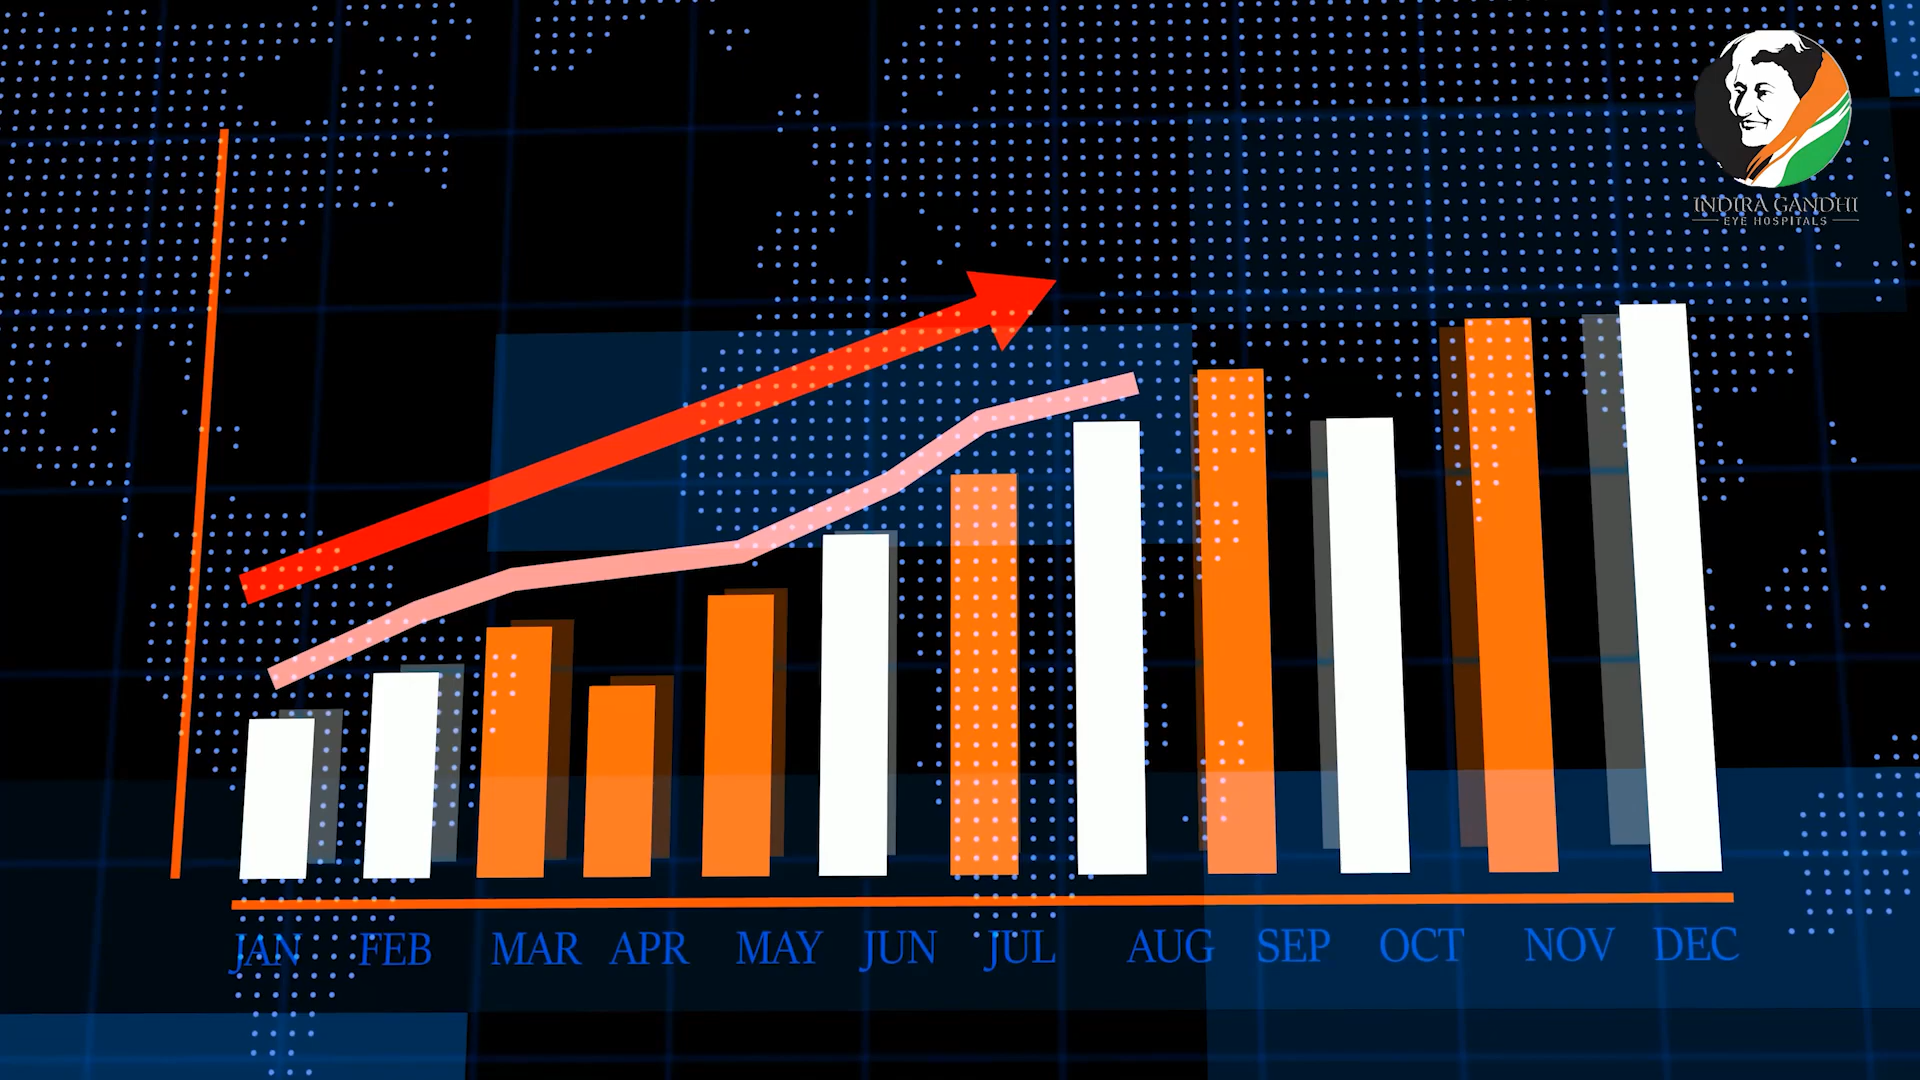 INDIRA GANDHI
EYE HOSPITALS
JAN FEB MAR APR MAY JUN JUL AUG SEP OCT NOV DEC